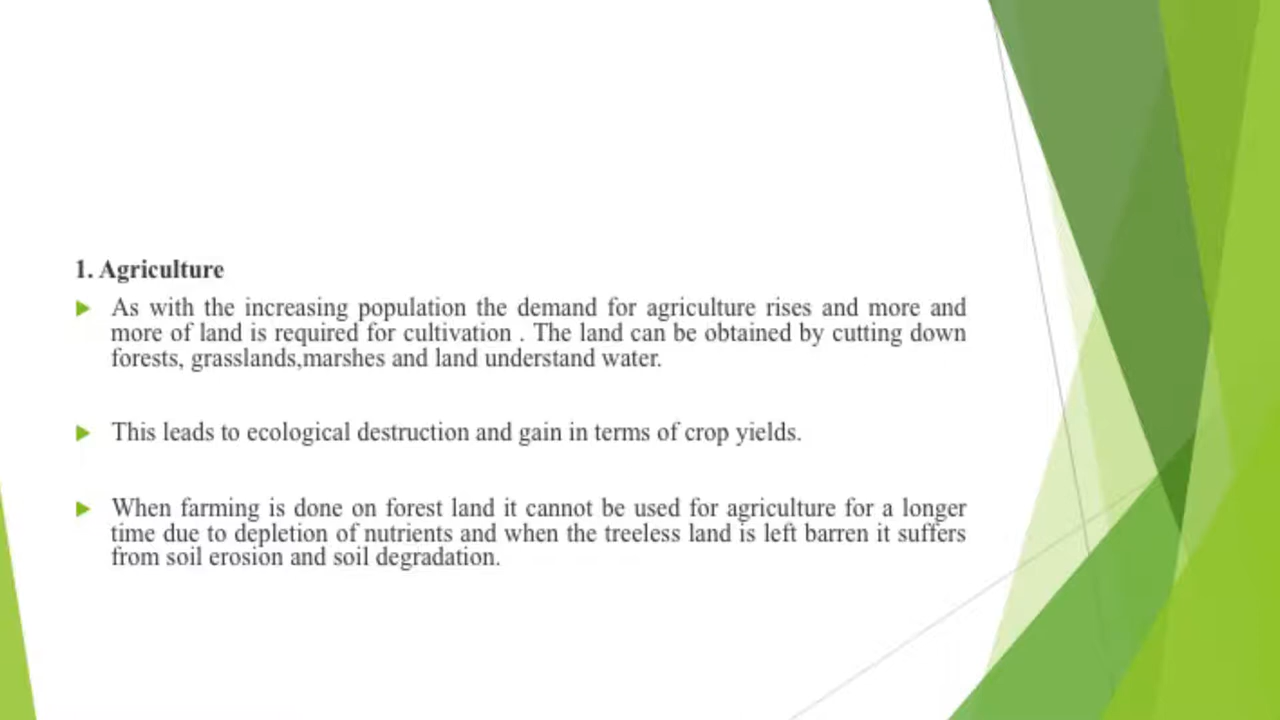 1. Agriculture
As with the increasing population the demand for agriculture rises and more and
more of land is required for cultivation . The land can be obtained by cutting down
forests, grasslands,marshes and land understand water.
This leads to ecological destruction and gain in terms of crop yields.
When farming is done on forest land it cannot be used for agriculture for a longer
time due to depletion of nutrients and when the treeless land is left barren it suffers
from soil erosion and soil degradation.